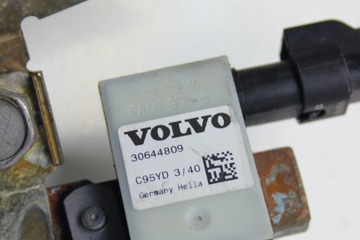 VOLVO
30644809
C95YD 3/40
Germany Hella